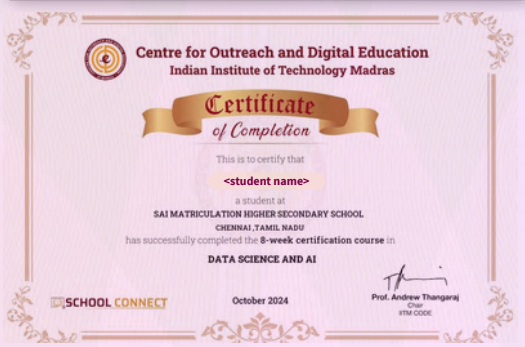 Centre for Outreach and Digital Education
Indian Institute of Technology Madras
Certificate
of Completion
This is to certify that
<student name>
a student at
SAI MATRICULATION HIGHER SECONDARY SCHOOL
CHENNAI ,TAMIL NADU
has successfully completed the 8-week certification course in
DATA SCIENCE AND AI
SCHOOL CONNECT
October 2024
Prof. Andrew Thangaraj
Chair
IITM CODE